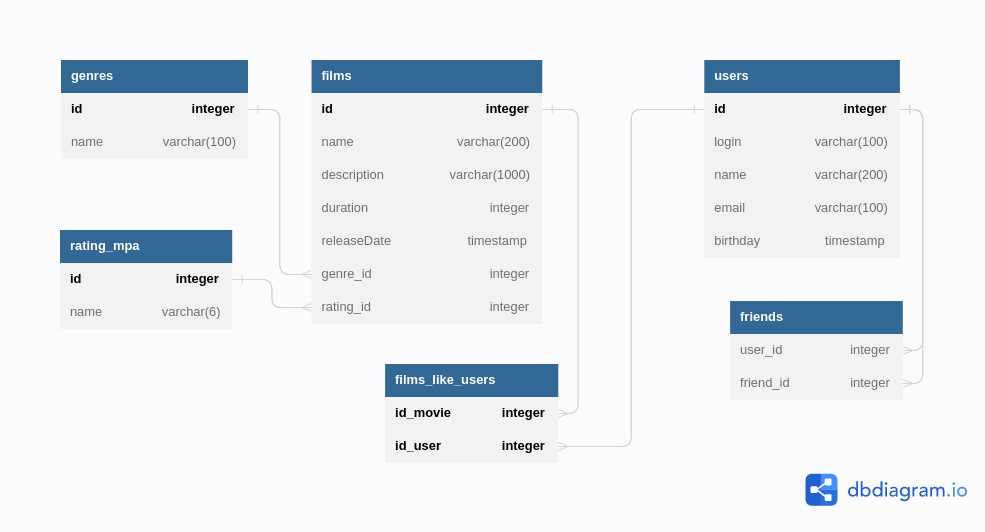 genres
id integer
name varchar(100)
films
id integer
name varchar(200)
description varchar(1000)
duration integer
releaseDate timestamp
genre_id integer
rating_id integer
users
id integer
login varchar(100)
name varchar(200)
email varchar(100)
birthday timestamp
rating_mpa
id integer
name varchar(6)
friends
user_id integer
friend_id integer
films_like_users
id_movie integer
id_user integer
dbdiagram.io